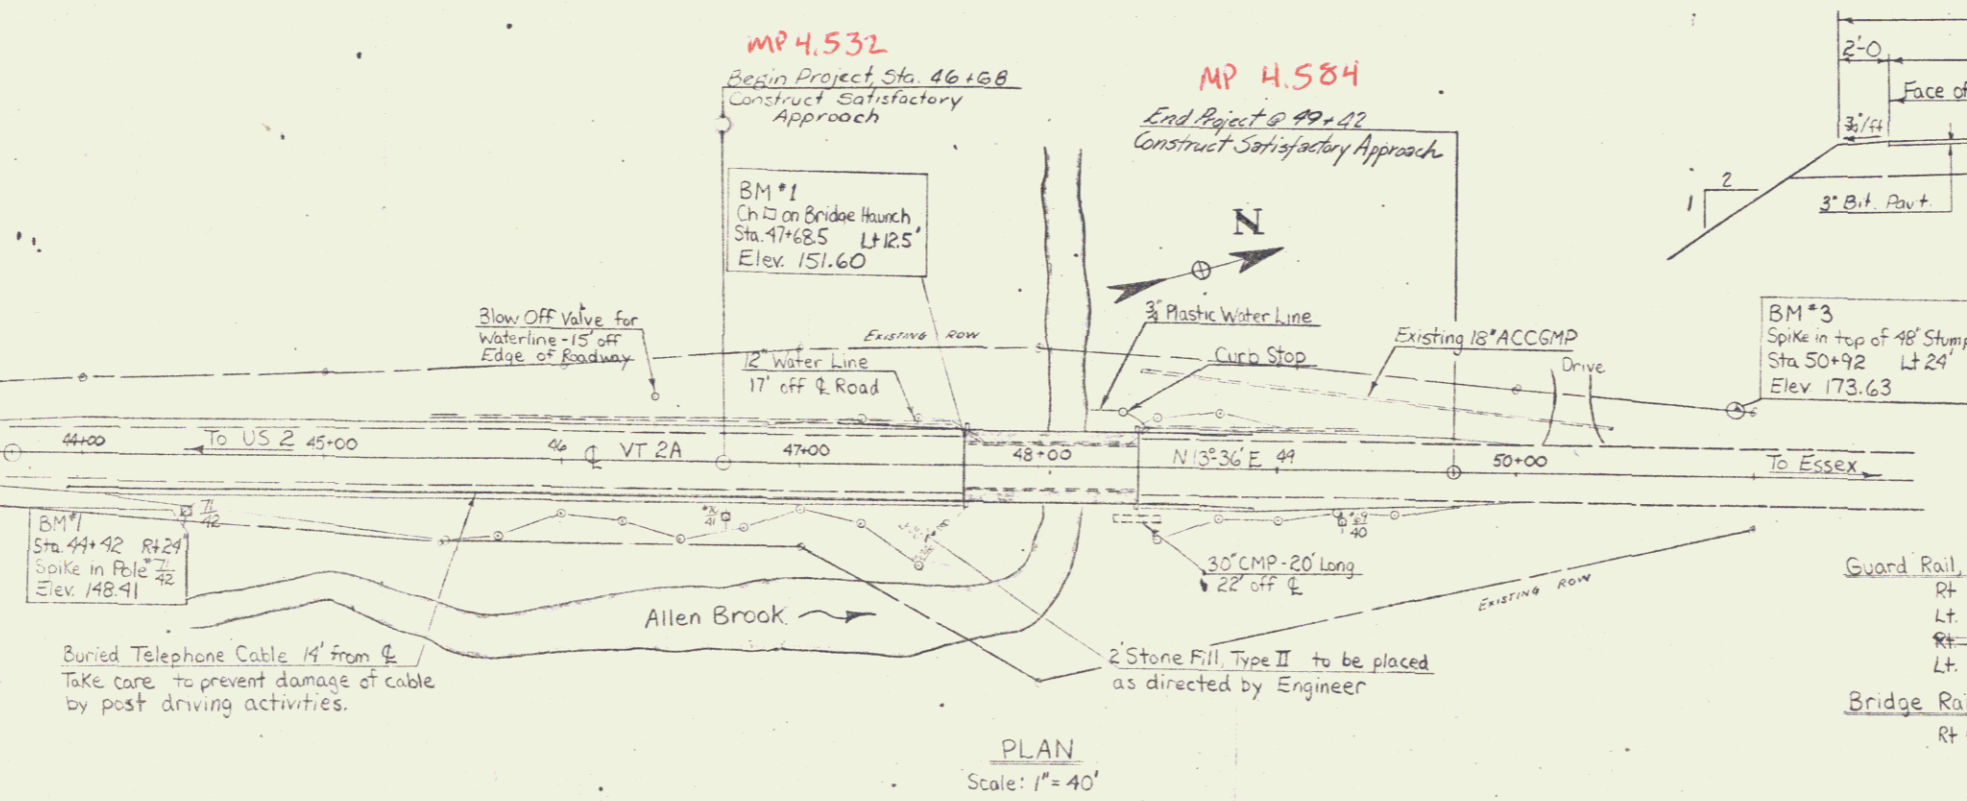 MP 4.532
Begin Project, Sta. 46+68
Construct Satisfactory
Approach
MP 4.584
End Project @ 49+42
Construct Satisfactory Approach
2'-0
Face of
3/8"/ft
2
1
3" Bit. Pav't.
BM #1
Ch □ on Bridge Haunch
Sta. 47+68.5 Lt 12.5'
Elev. 151.60
N
Blow Off Valve for
Waterline - 15' off
Edge of Roadway
EXISTING ROW
12" Water Line
17' off ℄ Road
3/4" Plastic Water Line
Curb Stop
Existing 18" ACCGMP
Drive
BM #3
Spike in top of 48" Stump
Sta 50+92 Lt 24'
Elev 173.63
44+00
To US 2
45+00
46
℄ VT 2A
47+00
48+00
N 13° 36' E
49
50+00
To Essex
BM #1
Sta. 44+42 Rt 24'
Spike in Pole 71/42
Elev. 148.41
71/42
41
#69/40
30" CMP - 20' Long
22' off ℄
EXISTING ROW
Allen Brook
Buried Telephone Cable 14' from ℄
Take care to prevent damage of cable
by post driving activities.
2' Stone Fill, Type II to be placed
as directed by Engineer
Guard Rail,
Rt
Lt.
Rt
Lt.
Bridge Rai
Rt
PLAN
Scale: 1" = 40'